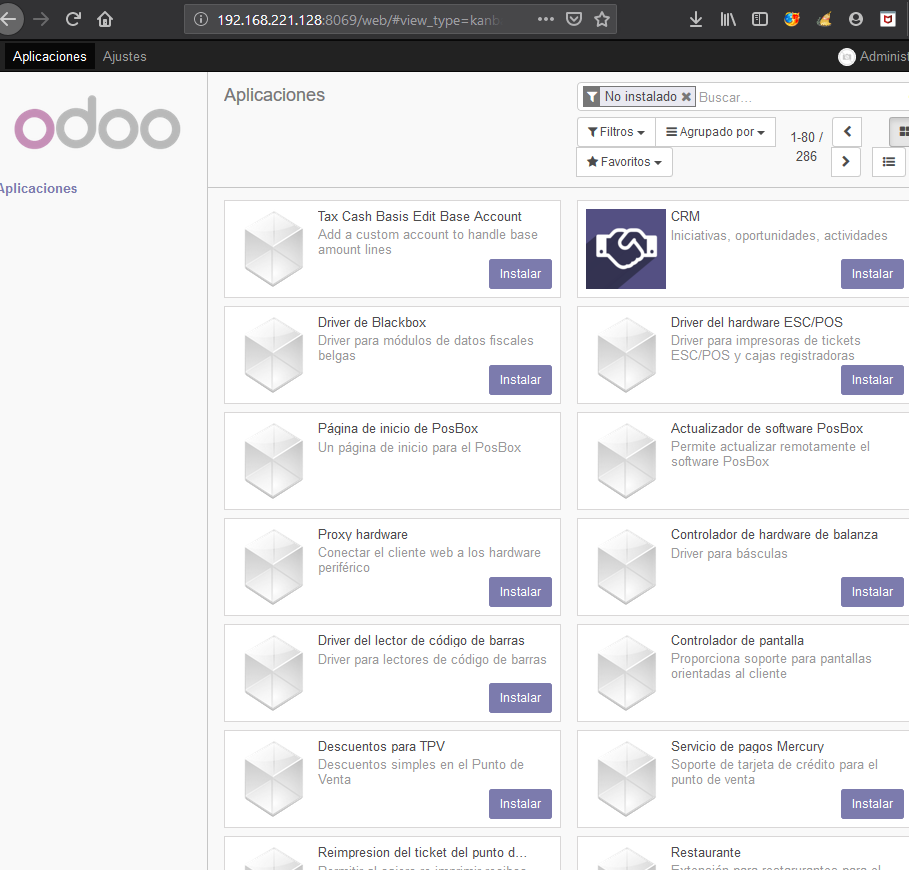 192.168.221.128:8069/web/#view_type=kanb
Aplicaciones Ajustes Administ
odoo
Aplicaciones
Aplicaciones
No instalado Buscar...
Filtros Agrupado por
1-80 /
286
Favoritos
Tax Cash Basis Edit Base Account
Add a custom account to handle base
amount lines
Instalar
CRM
Iniciativas, oportunidades, actividades
Instalar
Driver de Blackbox
Driver para módulos de datos fiscales
belgas
Instalar
Driver del hardware ESC/POS
Driver para impresoras de tickets
ESC/POS y cajas registradoras
Instalar
Página de inicio de PosBox
Un página de inicio para el PosBox
Actualizador de software PosBox
Permite actualizar remotamente el
software PosBox
Proxy hardware
Conectar el cliente web a los hardware
periférico
Instalar
Controlador de hardware de balanza
Driver para básculas
Instalar
Driver del lector de código de barras
Driver para lectores de código de barras
Instalar
Controlador de pantalla
Proporciona soporte para pantallas
orientadas al cliente
Descuentos para TPV
Descuentos simples en el Punto de
Venta
Instalar
Servicio de pagos Mercury
Soporte de tarjeta de crédito para el
punto de venta
Instalar
Reimpresion del ticket del punto d...
Restaurante